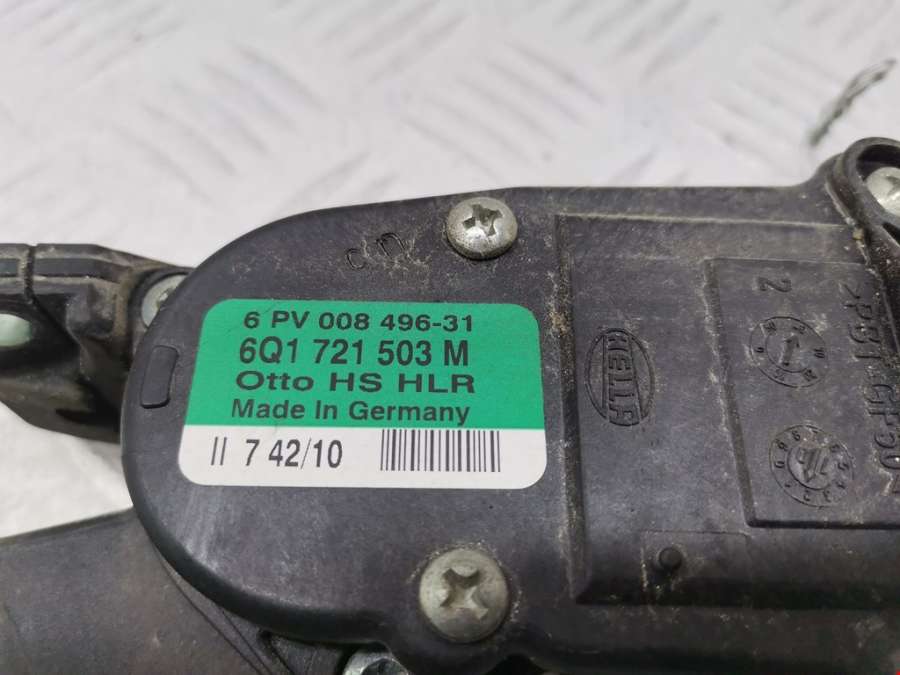 6 PV 008 496-31
6Q1 721 503 M
Otto HS HLR
Made In Germany
II 7 42/10
HELLA
2